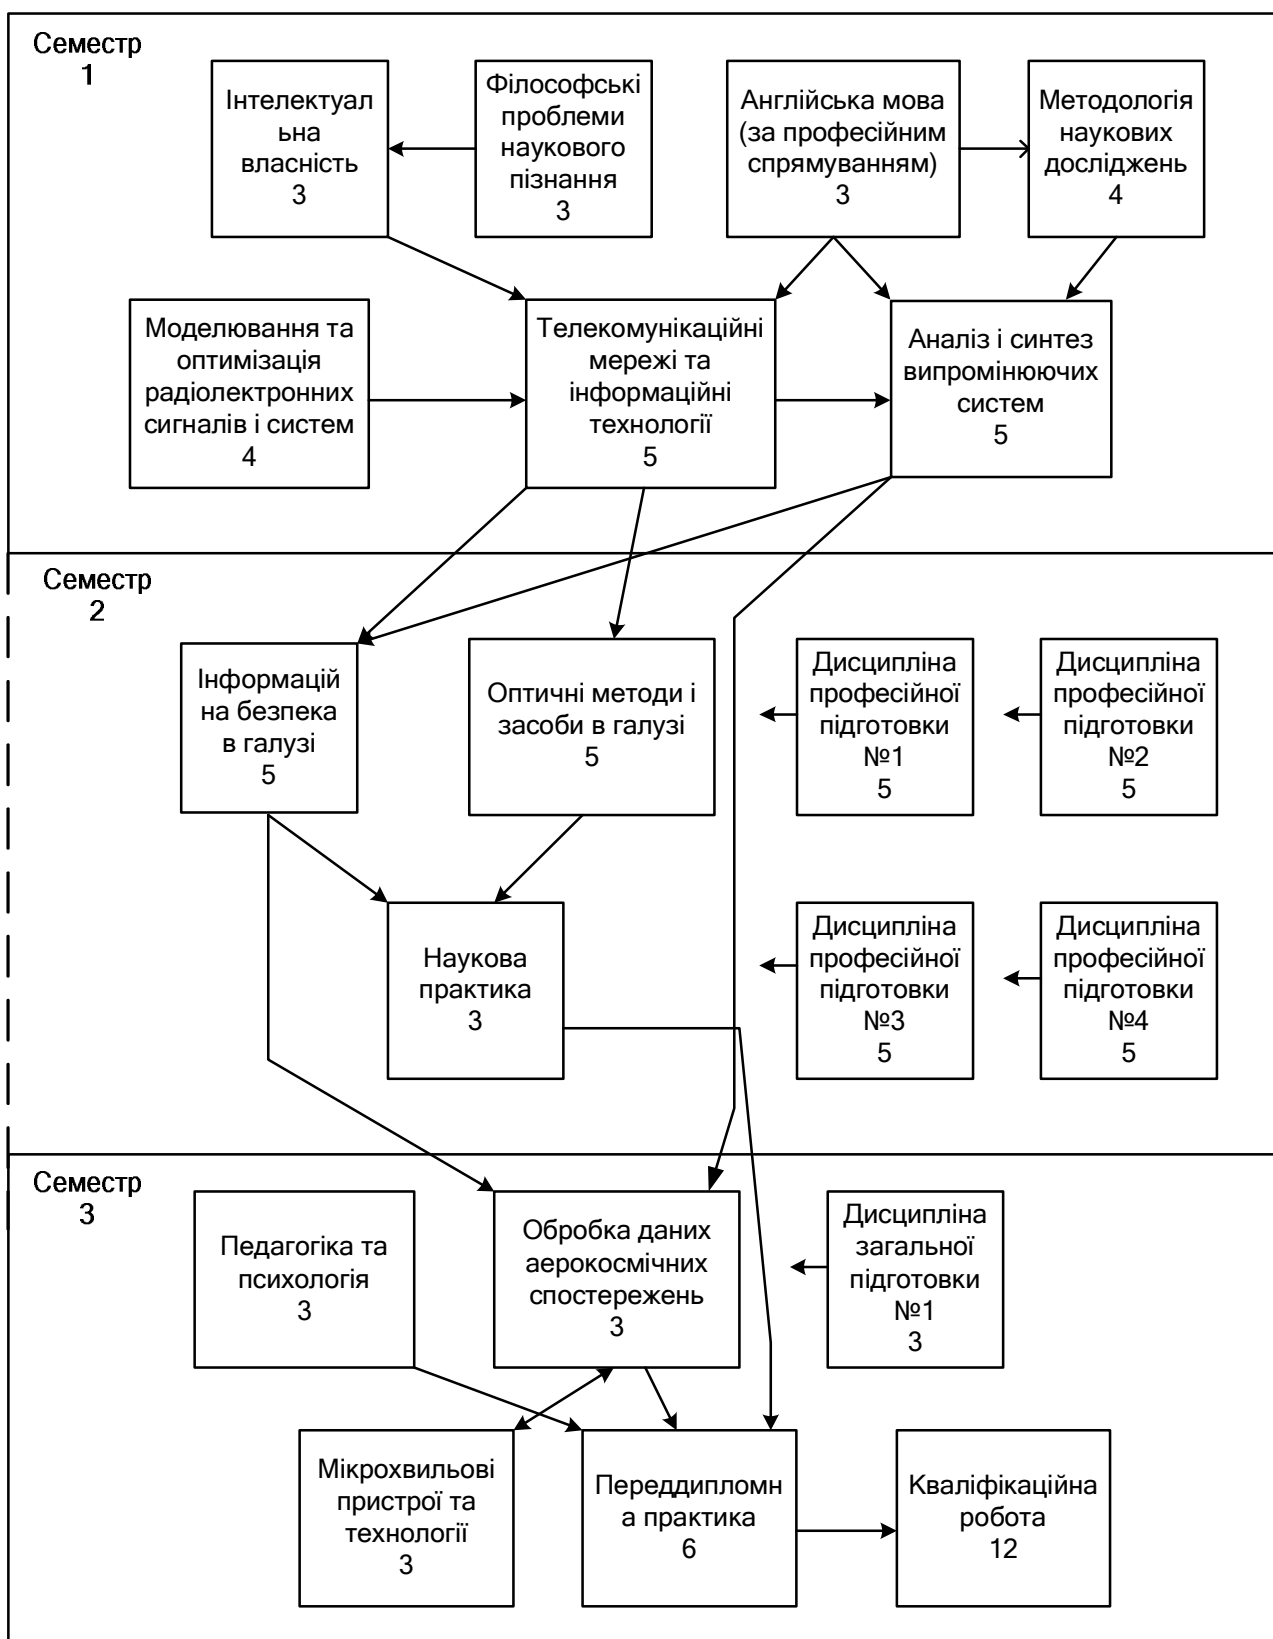 Семестр
1
Інтелектуал
ьна
власність
3
Філософські
проблеми
наукового
пізнання
3
Англійська мова
(за професійним
спрямуванням)
3
Методологія
наукових
досліджень
4
Моделювання та
оптимізація
радіолектронних
сигналів і систем
4
Телекомунікаційні
мережі та
інформаційні
технології
5
Аналіз і синтез
випромінюючих
систем
5
Семестр
2
Інформацій
на безпека
в галузі
5
Оптичні методи і
засоби в галузі
5
Дисципліна
професійної
підготовки
№1
5
Дисципліна
професійної
підготовки
№2
5
Наукова
практика
3
Дисципліна
професійної
підготовки
№3
5
Дисципліна
професійної
підготовки
№4
5
Семестр
3
Педагогіка та
психологія
3
Обробка даних
аерокосмічних
спостережень
3
Дисципліна
загальної
підготовки
№1
3
Мікрохвильові
пристрої та
технології
3
Переддипломн
а практика
6
Кваліфікаційна
робота
12